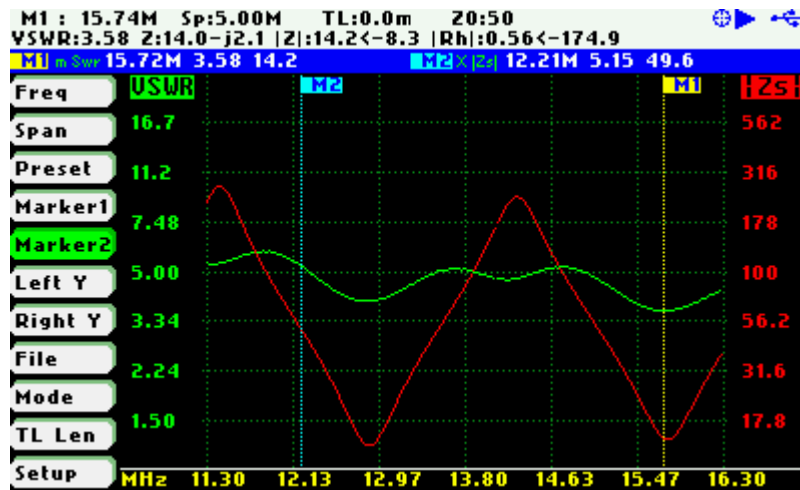 M1 : 15.74M Sp:5.00M TL:0.0m 20:50
VSWR:3.58 Z:14.0-j2.1 |Z|:14.2<-8.3 |Rh|:0.56<-174.9
M1 m Swr 15.72M 3.58 14.2 M2 X |Zs| 12.21M 5.15 49.6
Freq
Span
Preset
Marker1
Marker2
Left Y
Right Y
File
Mode
TL Len
Setup
VSWR M2 M1 |Zs|
16.7 562
11.2 316
7.48 178
5.00 100
3.34 56.2
2.24 31.6
1.50 17.8
MHz 11.30 12.13 12.97 13.80 14.63 15.47 16.30